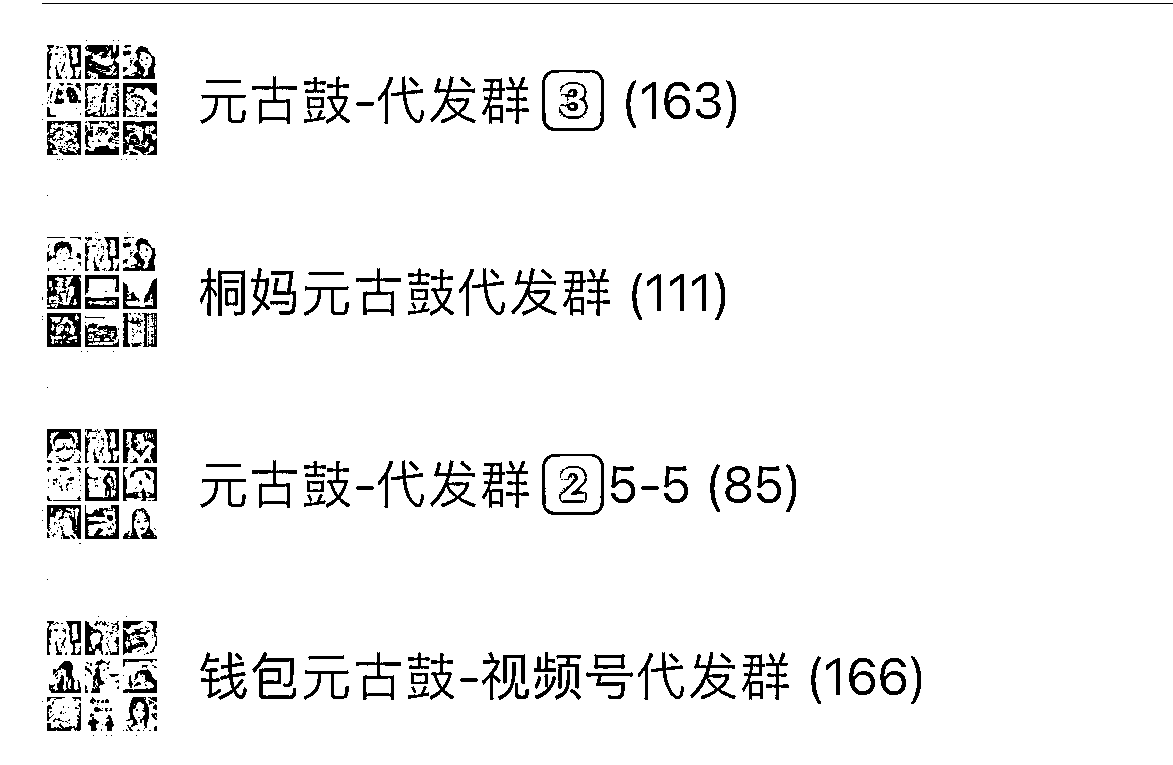 元古鼓-代发群3️⃣ (163)
桐妈元古鼓代发群 (111)
元古鼓-代发群2️⃣5-5 (85)
钱包元古鼓-视频号代发群 (166)